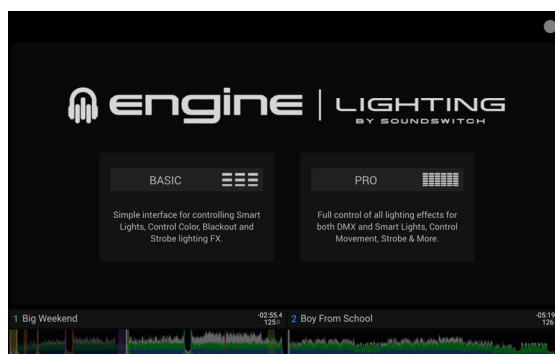 engine | LIGHTING
BY SOUNDSWITCH
BASIC
Simple interface for controlling Smart
Lights, Control Color, Blackout and
Strobe lighting FX.
PRO
Full control of all lighting effects for
both DMX and Smart Lights, Control
Movement, Strobe & More.
1 Big Weekend
-02:55.4
125
2 Boy From School
-05:19
126